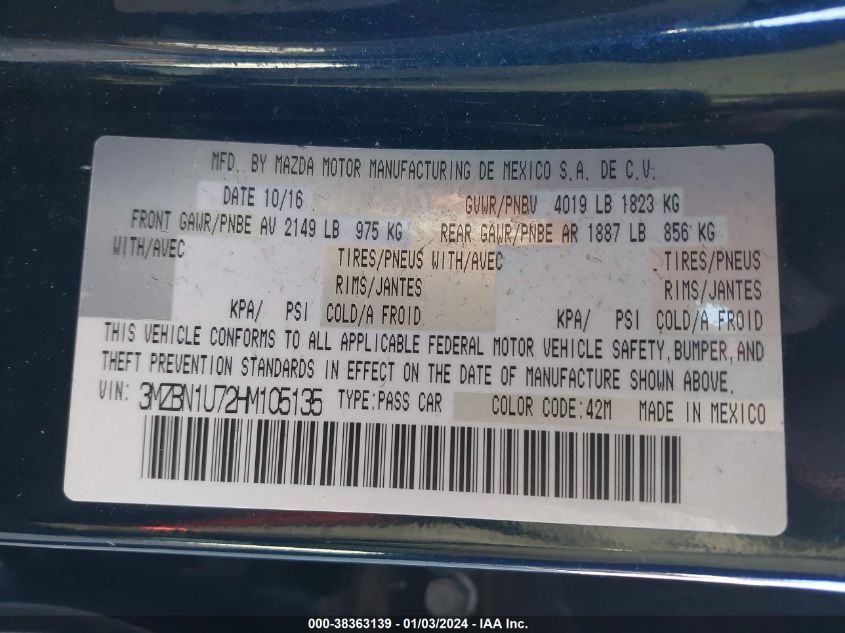 MFD. BY MAZDA MOTOR MANUFACTURING DE MEXICO S.A. DE C.V.
DATE 10/16 GVWR/PNBV 4019 LB 1823 KG
FRONT GAWR/PNBE AV 2149 LB 975 KG REAR GAWR/PNBE AR 1887 LB 856 KG
WITH/AVEC TIRES/PNEUS WITH/AVEC TIRES/PNEUS
RIMS/JANTES RIMS/JANTES
KPA/ PSI COLD/A FROID KPA/ PSI COLD/A FROID
THIS VEHICLE CONFORMS TO ALL APPLICABLE FEDERAL MOTOR VEHICLE SAFETY, BUMPER, AND
THEFT PREVENTION STANDARDS IN EFFECT ON THE DATE OF MANUFACTURE SHOWN ABOVE.
VIN: 3MZBN1U72HM105135 TYPE:PASS CAR COLOR CODE:42M MADE IN MEXICO
000-38363139 - 01/03/2024 - IAAI.com - Copyright (c) IAA, Inc.